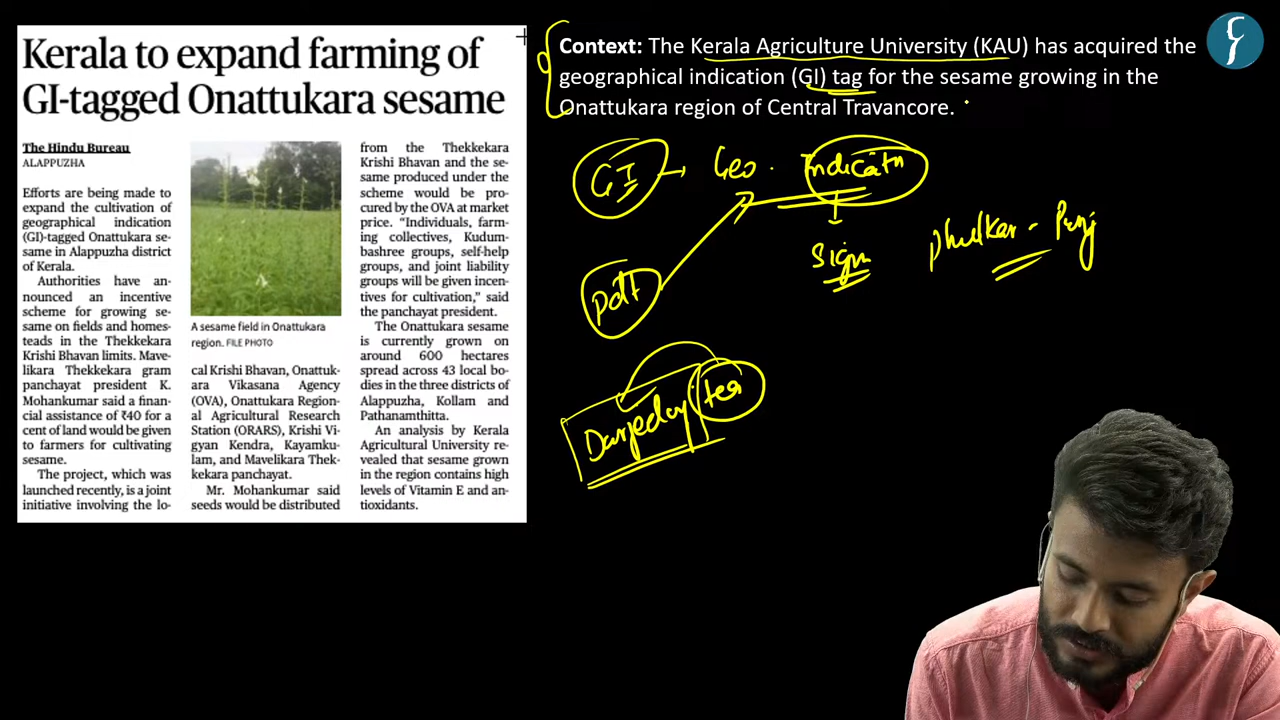 Kerala to expand farming of
GI-tagged Onattukara sesame
The Hindu Bureau
ALAPPUZHA
Efforts are being made to
expand the cultivation of
geographical indication
(GI)-tagged Onattukara se-
same in Alappuzha district
of Kerala.
Authorities have an-
nounced an incentive
scheme for growing se-
same on fields and homes-
teads in the Thekkekara
Krishi Bhavan limits. Mave-
likara Thekkekara gram
panchayat president K.
Mohankumar said a finan-
cial assistance of ₹40 for a
cent of land would be given
to farmers for cultivating
sesame.
The project, which was
launched recently, is a joint
initiative involving the lo-
A sesame field in Onattukara
region. FILE PHOTO
cal Krishi Bhavan, Onattuk-
ara Vikasana Agency
(OVA), Onattukara Region-
al Agricultural Research
Station (ORARS), Krishi Vi-
gyan Kendra, Kayamku-
lam, and Mavelikara Thek-
kekara panchayat.
Mr. Mohankumar said
seeds would be distributed
from the Thekkekara
Krishi Bhavan and the se-
same produced under the
scheme would be pro-
cured by the OVA at market
price. “Individuals, farm-
ing collectives, Kudum-
bashree groups, self-help
groups, and joint liability
groups will be given incen-
tives for cultivation,” said
the panchayat president.
The Onattukara sesame
is currently grown on
around 600 hectares
spread across 43 local bo-
dies in the three districts of
Alappuzha, Kollam and
Pathanamthitta.
An analysis by Kerala
Agricultural University re-
vealed that sesame grown
in the region contains high
levels of Vitamin E and an-
tioxidants.
Context: The Kerala Agriculture University (KAU) has acquired the
geographical indication (GI) tag for the sesame growing in the
Onattukara region of Central Travancore.
GI → Geo. Indicatn
Sign
Phulkar - Punj
pdt
tea